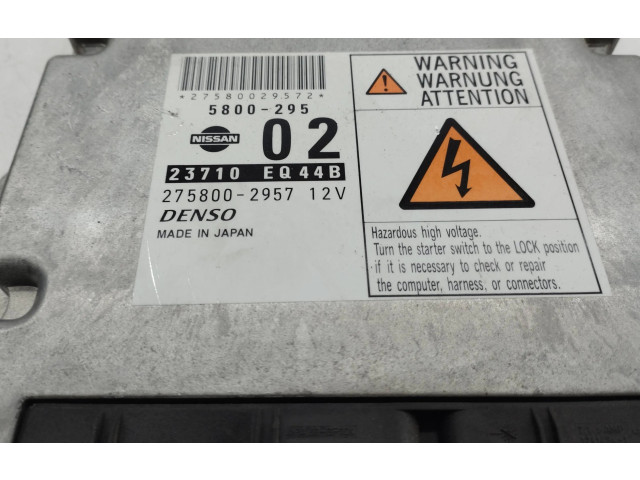 *27580029572*
5800-295
NISSAN
02
23710 EQ44B
275800-2957 12V
DENSO
MADE IN JAPAN
WARNING
WARNUNG
ATTENTION
Hazardous high voltage.
Turn the starter switch to the LOCK position
if it is necessary to check or repair
the computer, harness, or connectors.